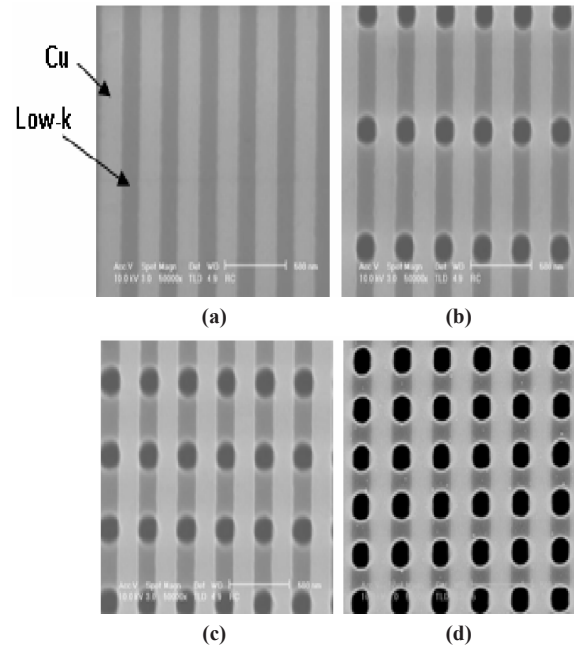 Cu
Low-k
Acc.V Spot Magn Det WD 500 nm
10.0 kV 3.0 50000x TLD 4.9 RC
(a)
Acc.V Spot Magn Det WD 500 nm
10.0 kV 3.0 50000x TLD 4.9 RC
(b)
Acc.V Spot Magn Det WD 500 nm
10.0 kV 3.0 50000x TLD 4.9 RC
(c)
(d)